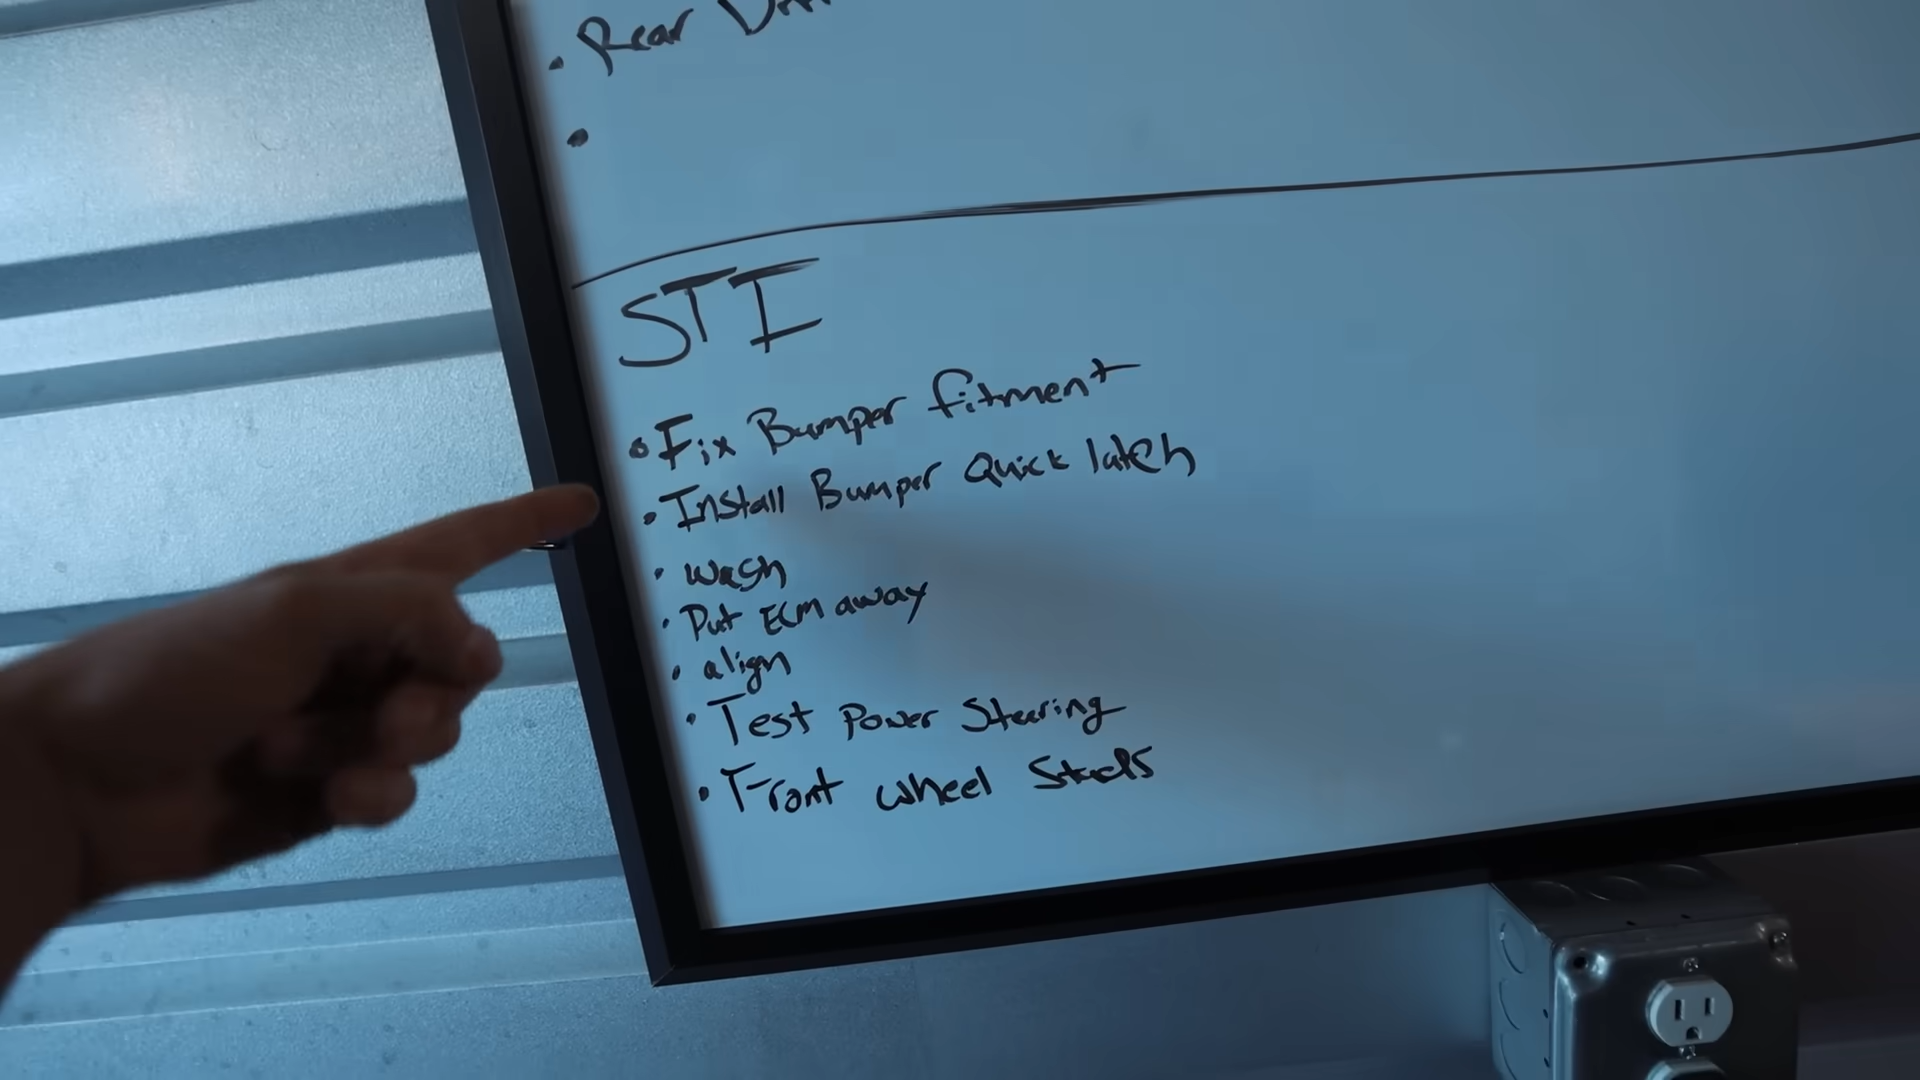 • Rear
•
STI
• Fix Bumper fitment
• Install Bumper Quick latch
• wash
• Put ECM away
• align
• Test Power Steering
• Front wheel Studs